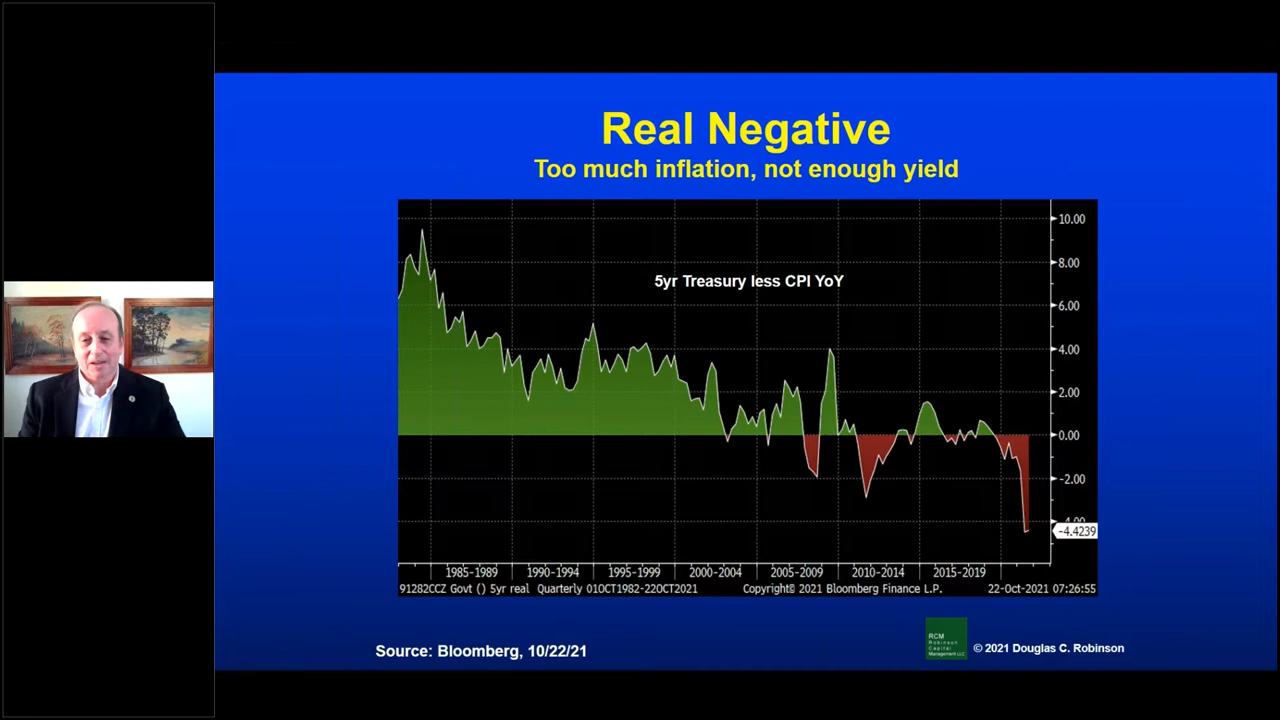 Real Negative
Too much inflation, not enough yield
5yr Treasury less CPI YoY
10.00
8.00
6.00
4.00
2.00
0.00
-2.00
-4.00
-4.4239
1985-1989 1990-1994 1995-1999 2000-2004 2005-2009 2010-2014 2015-2019
91282CCZ Govt () 5yr real Quarterly 01OCT1982-22OCT2021 Copyright© 2021 Bloomberg Finance L.P. 22-Oct-2021 07:26:55
RCM
Robinson
Capital
Management LLC
Source: Bloomberg, 10/22/21
© 2021 Douglas C. Robinson